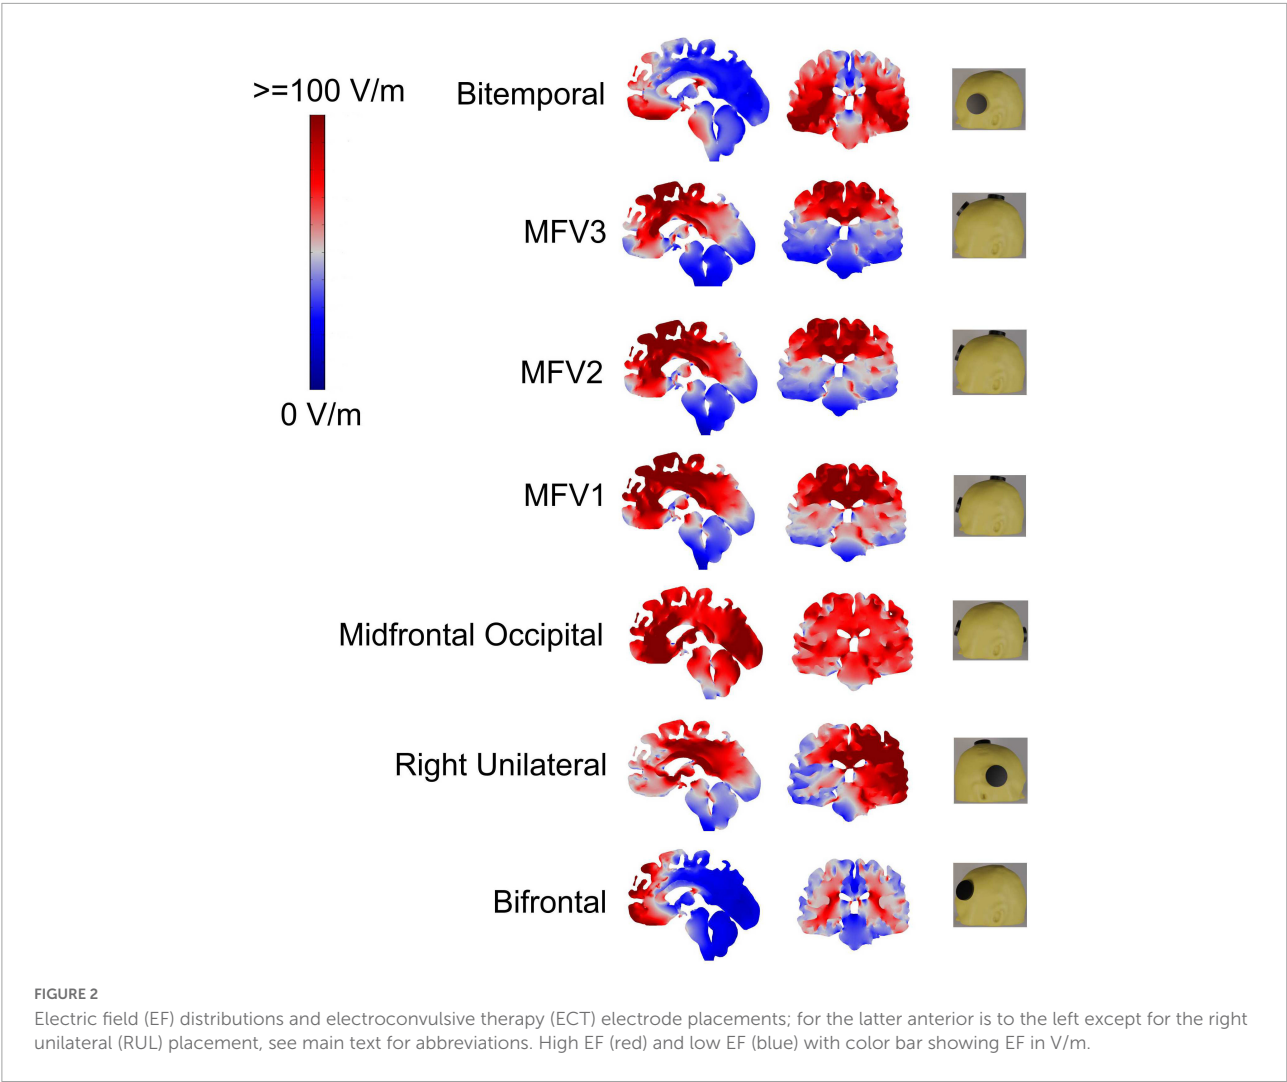 >=100 V/m
0 V/m
Bitemporal
MFV3
MFV2
MFV1
Midfrontal Occipital
Right Unilateral
Bifrontal
FIGURE 2
Electric field (EF) distributions and electroconvulsive therapy (ECT) electrode placements; for the latter anterior is to the left except for the right
unilateral (RUL) placement, see main text for abbreviations. High EF (red) and low EF (blue) with color bar showing EF in V/m.